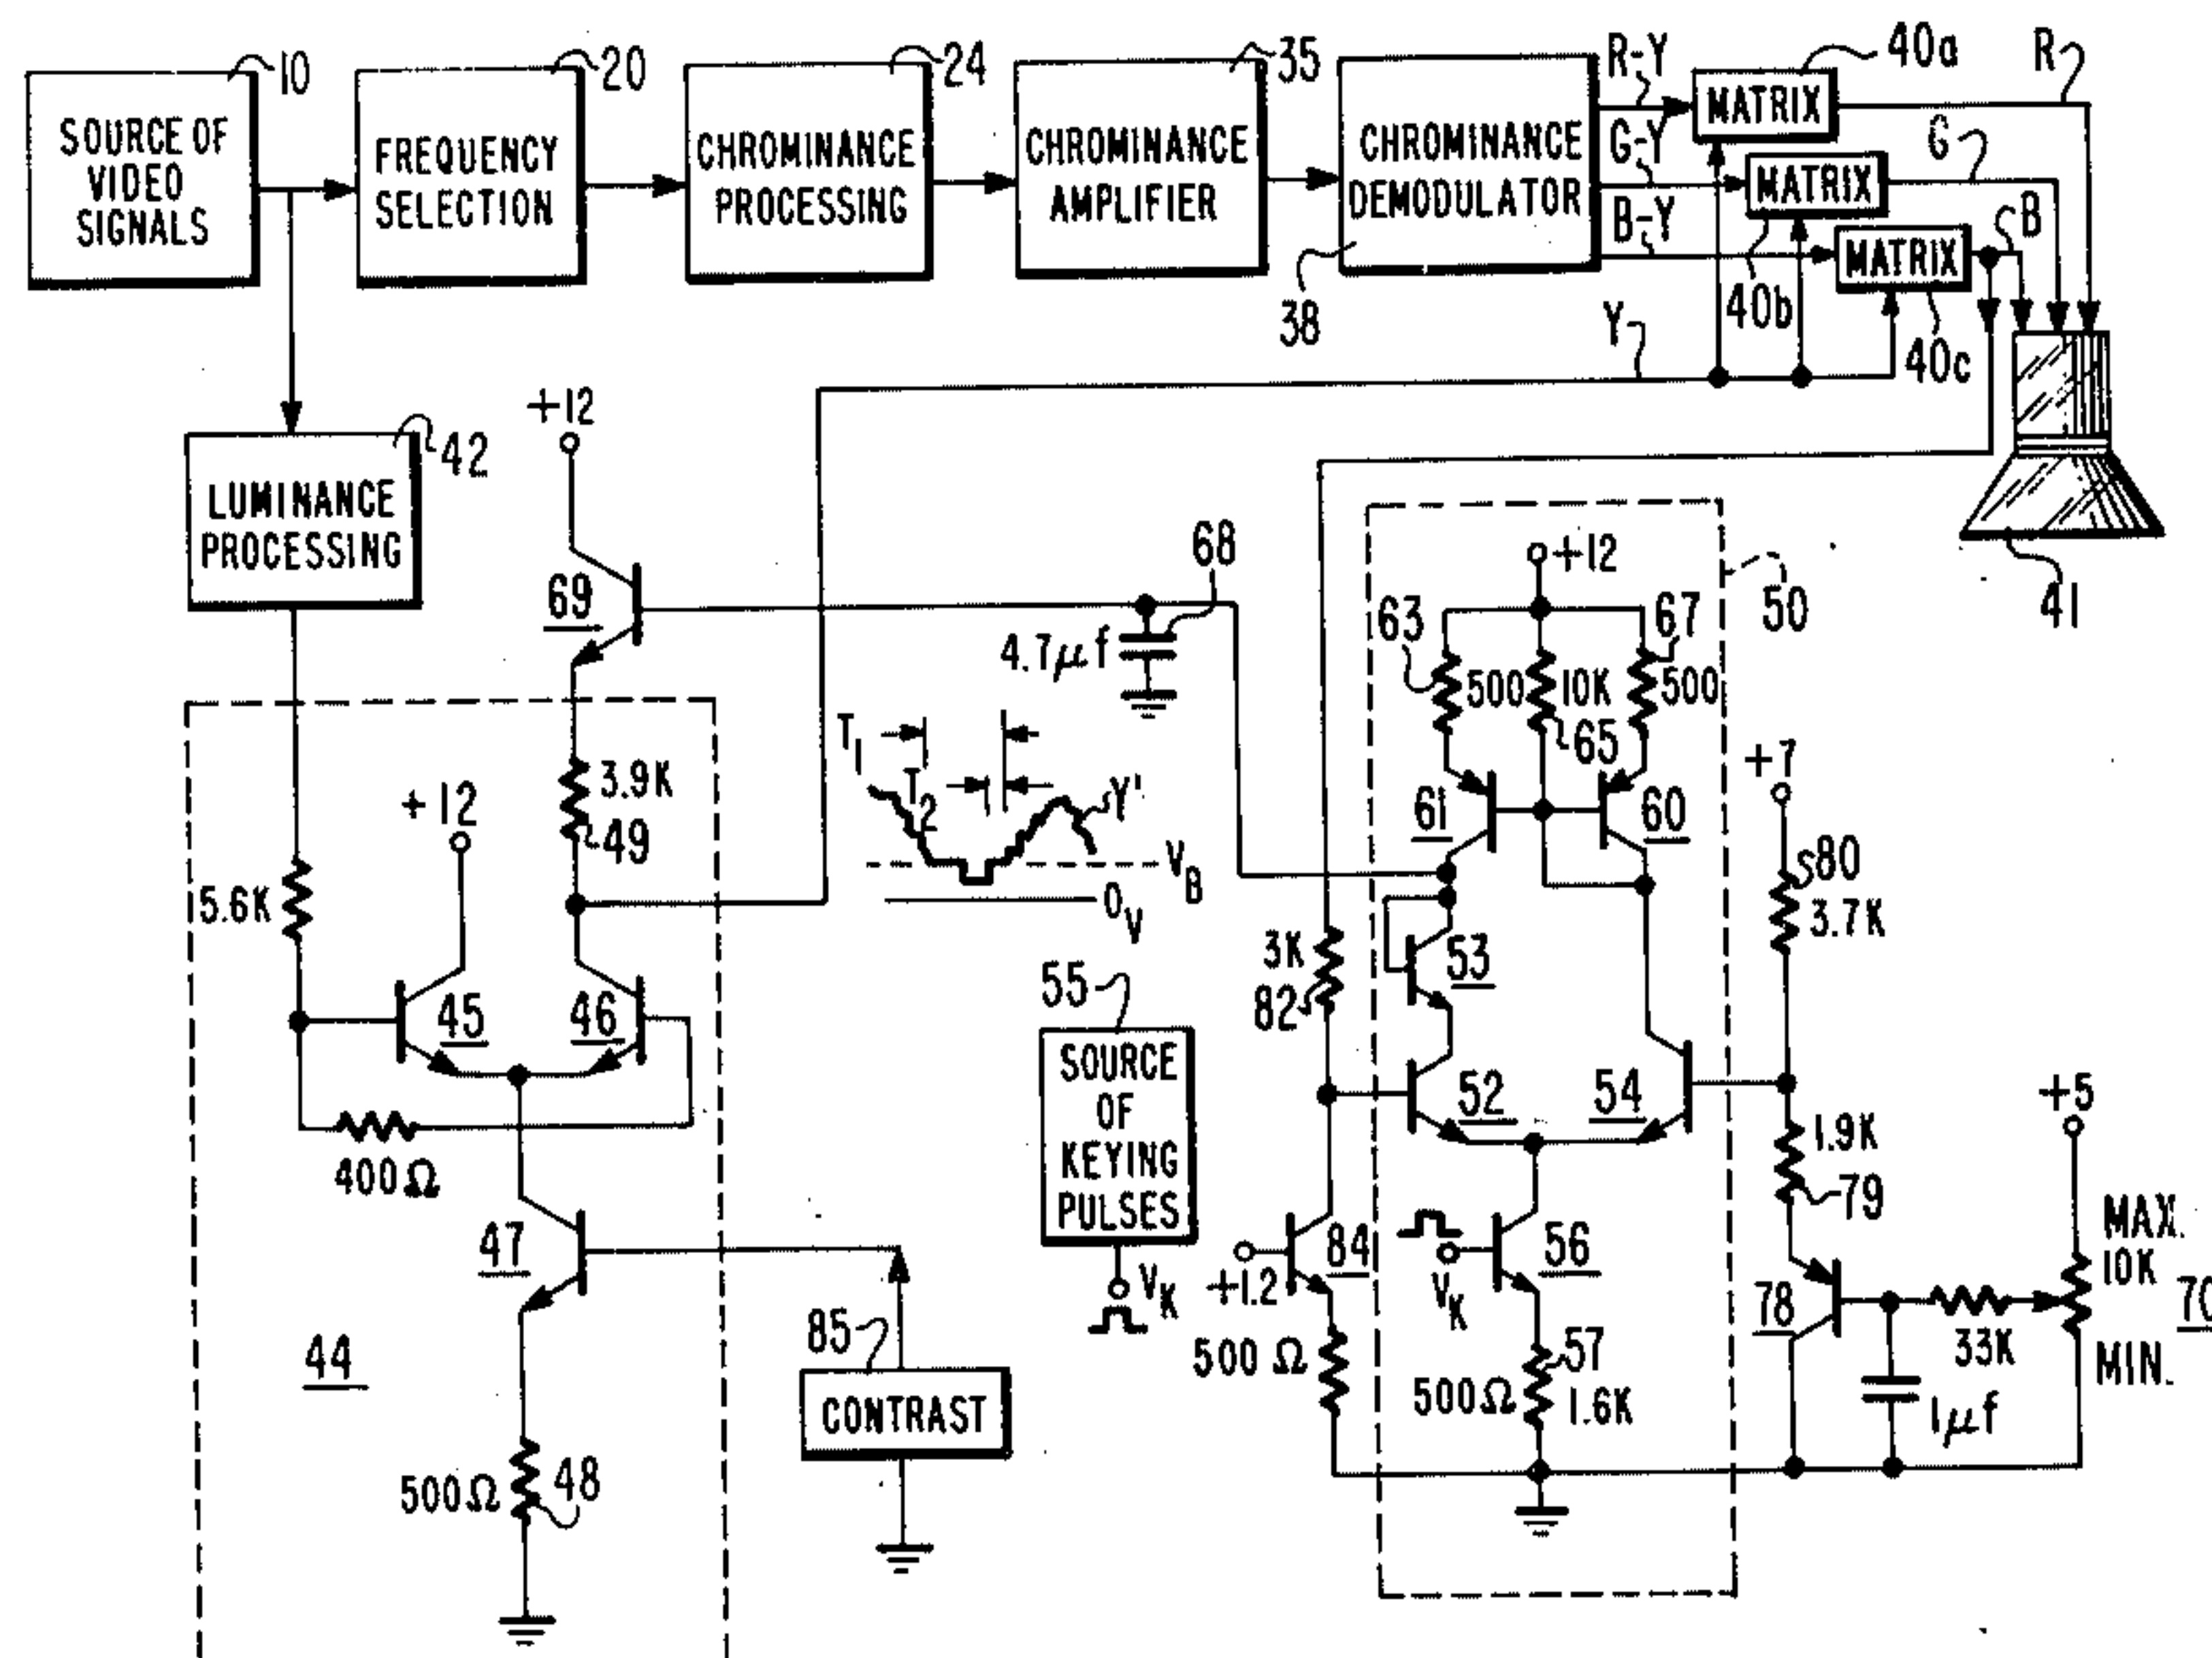 10
20
24
35
R-Y
40a
R
SOURCE OF
VIDEO
SIGNALS
FREQUENCY
SELECTION
CHROMINANCE
PROCESSING
CHROMINANCE
AMPLIFIER
CHROMINANCE
DEMODULATOR
MATRIX
G-Y
G
MATRIX
B-Y
B
MATRIX
38
Y
40b
40c
+12
42
LUMINANCE
PROCESSING
69
68
4.7μf
+12
50
41
63
500
10K
65
67
500
+12
3.9K
49
T1
T2
Y'
VB
0V
61
60
+7
80
3.7K
5.6K
45
46
400Ω
55
SOURCE
OF
KEYING
PULSES
VK
3K
82
53
52
54
1.9K
79
+5
MAX.
10K
70
MIN.
47
84
+1.2
500Ω
VK
56
57
500Ω
1.6K
78
33K
1μf
44
85
CONTRAST
500Ω
48